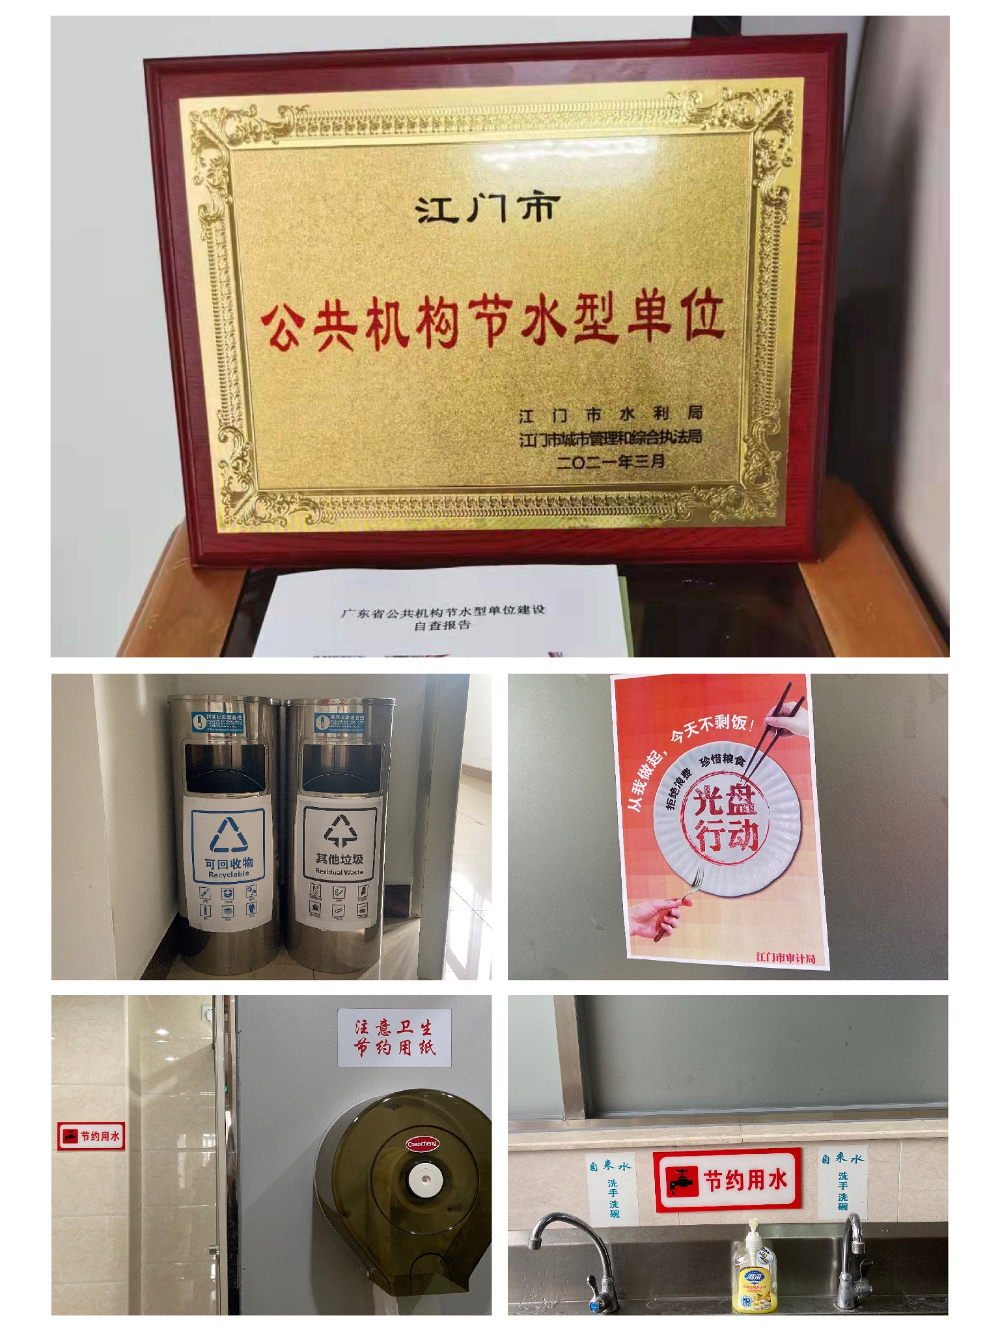 江门市
公共机构节水型单位
江门市水利局
江门市城市管理和综合执法局
二〇二一年三月
广东省公共机构节水型单位建设
自查报告
可回收物
Recyclable
其他垃圾
Residual Waste
从我做起，今天不剩饭！
拒绝浪费 珍惜粮食
光盘
行动
江门市审计局
节约用水
注意卫生
节约用纸
Chaocheng
自来水
洗手洗碗
节约用水
自来水
洗手洗碗